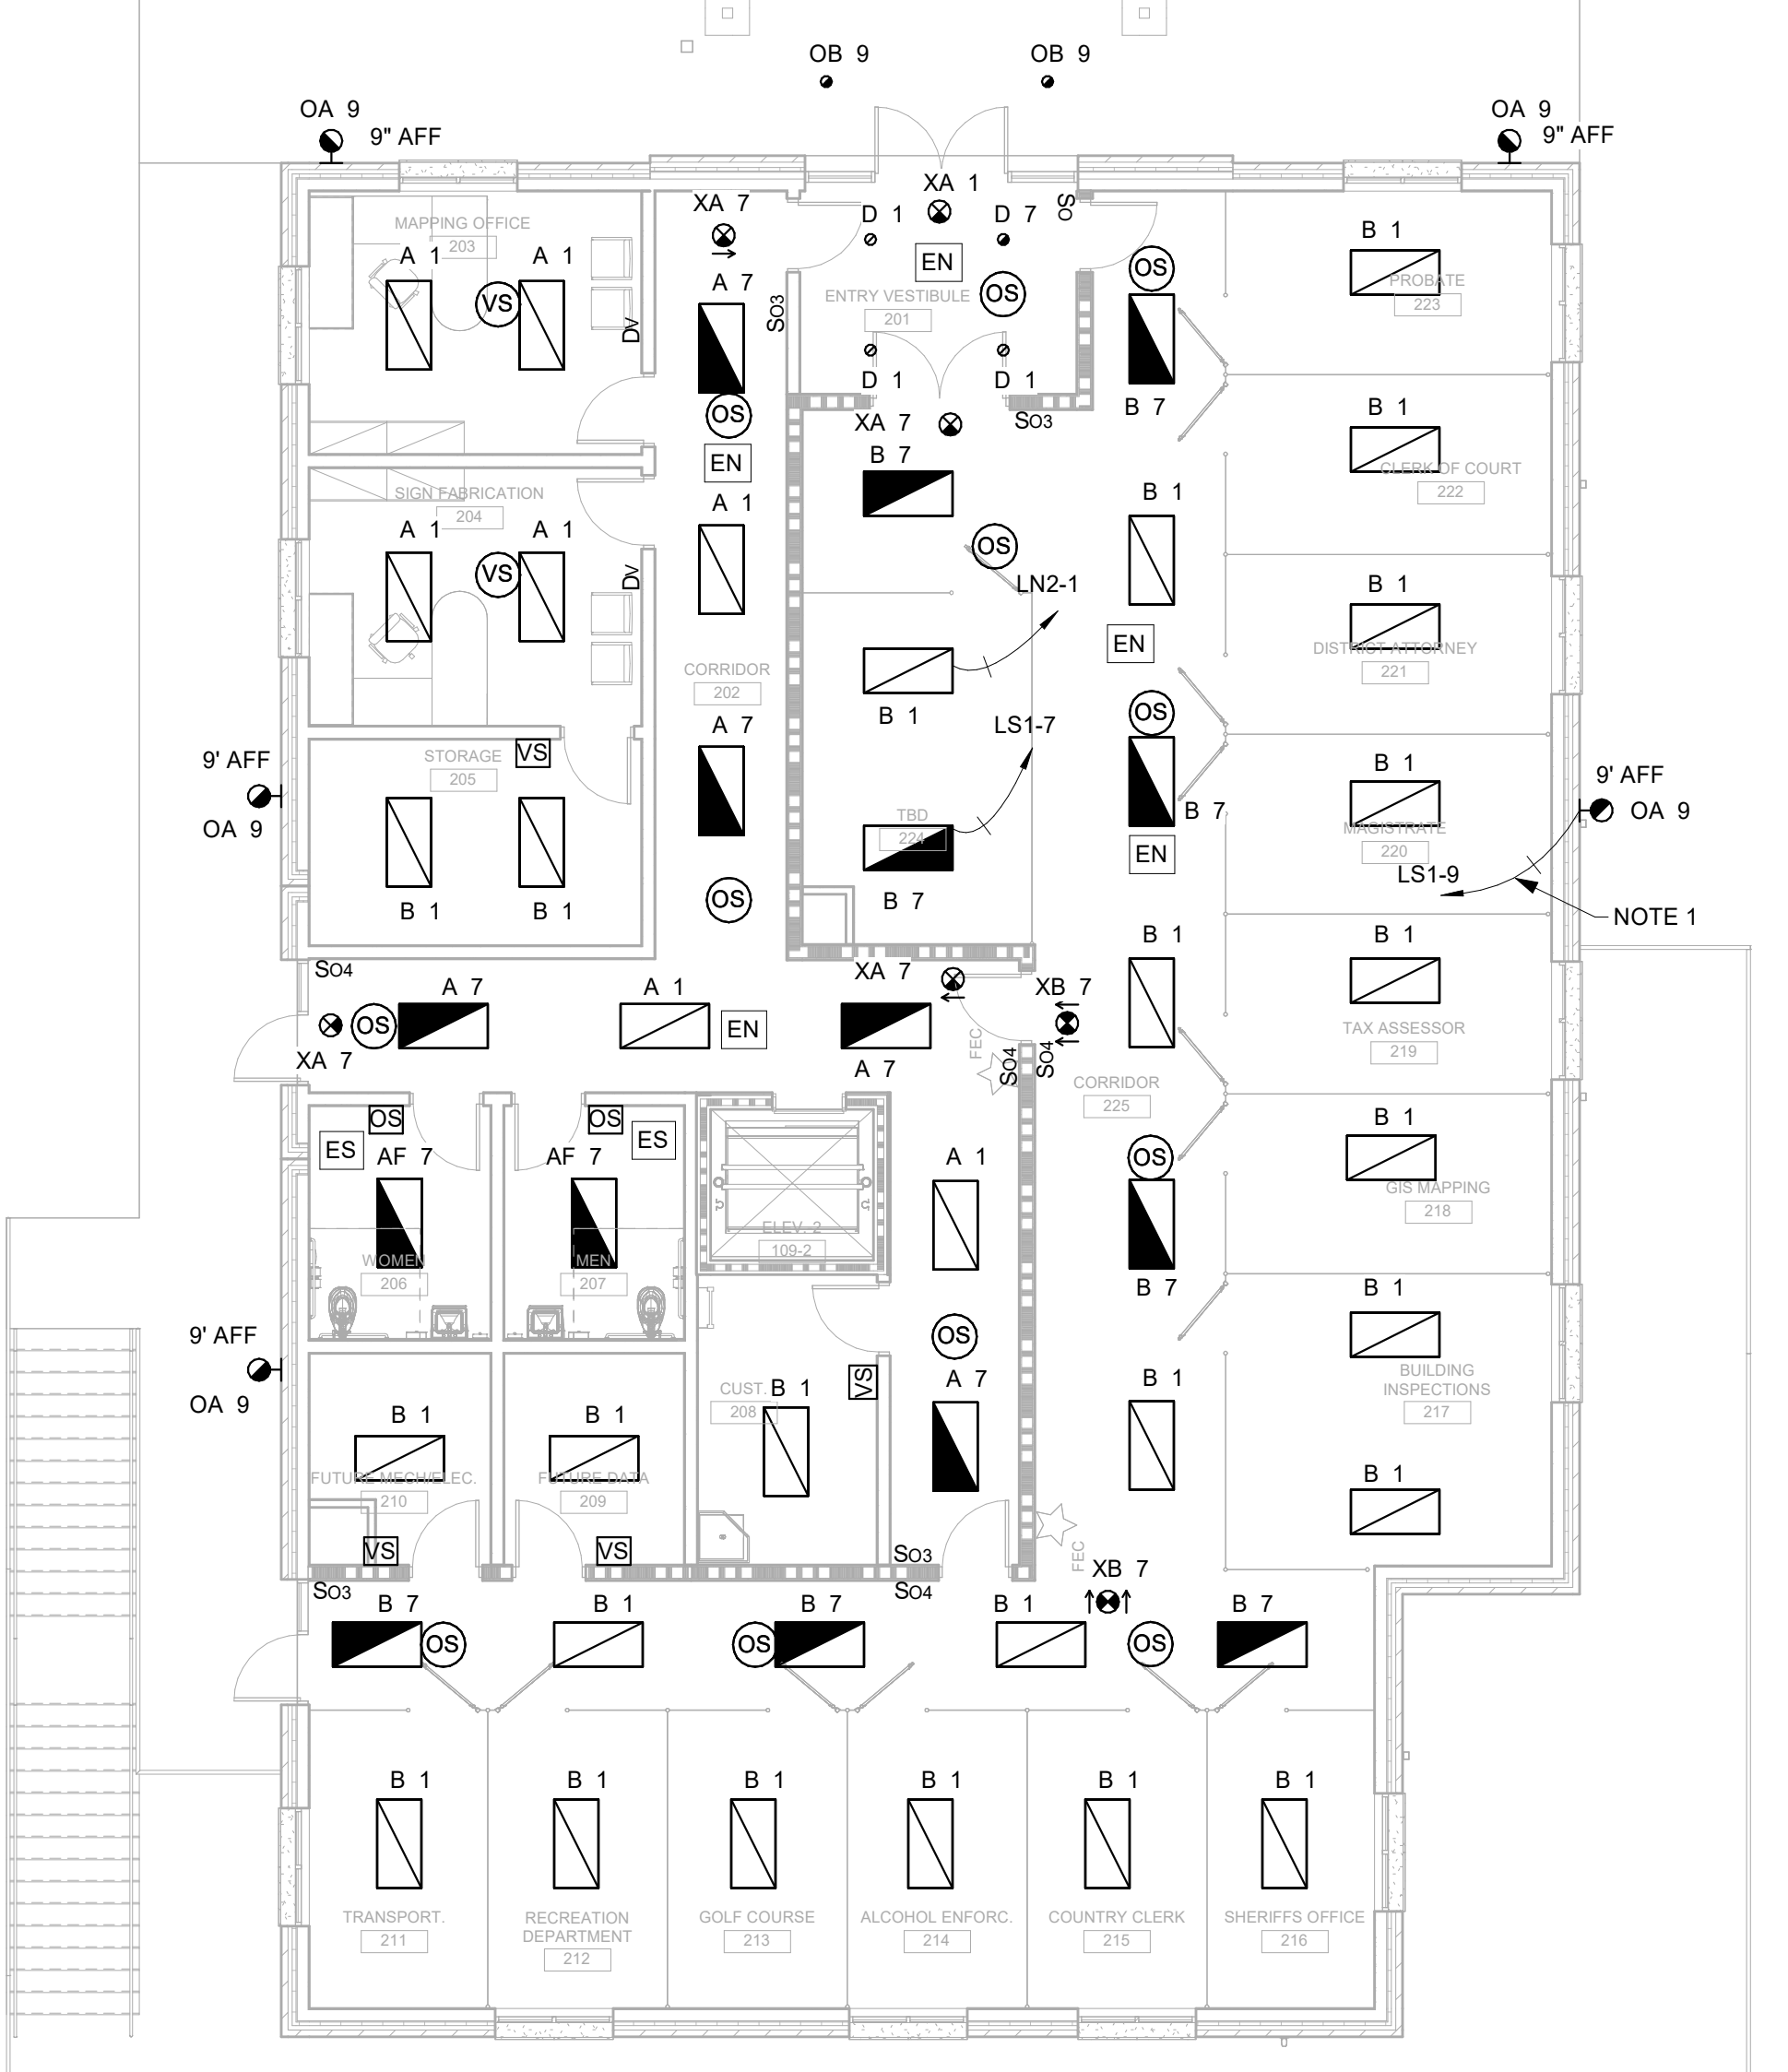 OB 9
OB 9
OA 9
9" AFF
OA 9
9" AFF
XA 7
XA 1
D 1
D 7
OS
MAPPING OFFICE
203
A 1
A 1
VS
DV
A 7
SO3
EN
OS
ENTRY VESTIBULE
201
OS
B 1
PROBATE
223
D 1
D 1
OS
XA 7
SO3
B 7
B 7
B 1
CLERK OF COURT
222
EN
SIGN FABRICATION
204
A 1
A 1
A 1
VS
DV
B 1
OS
LN2-1
B 1
EN
DISTRICT ATTORNEY
221
CORRIDOR
202
B 1
LS1-7
OS
A 7
STORAGE
205
VS
9' AFF
OA 9
B 1
B 7
9' AFF
OA 9
TBD
224
MAGISTRATE
220
EN
LS1-9
B 1
B 1
OS
B 7
NOTE 1
B 1
B 1
SO4
XA 7
A 7
A 1
XB 7
OS
EN
XA 7
A 7
FEC
SO4
SO4
TAX ASSESSOR
219
CORRIDOR
225
OS
OS
B 1
ES
ES
AF 7
AF 7
A 1
OS
GIS MAPPING
218
ELEV. 2
109-2
WOMEN
206
MEN
207
B 7
B 1
9' AFF
OA 9
OS
BUILDING
INSPECTIONS
217
CUST.
208
B 1
VS
A 7
B 1
B 1
B 1
FUTURE MECH/ELEC.
210
FUTURE DATA
209
B 1
VS
VS
SO3
FEC
SO3
SO4
XB 7
B 7
B 1
B 7
B 1
B 7
OS
OS
OS
B 1
B 1
B 1
B 1
B 1
B 1
TRANSPORT.
211
RECREATION
DEPARTMENT
212
GOLF COURSE
213
ALCOHOL ENFORC.
214
COUNTRY CLERK
215
SHERIFFS OFFICE
216